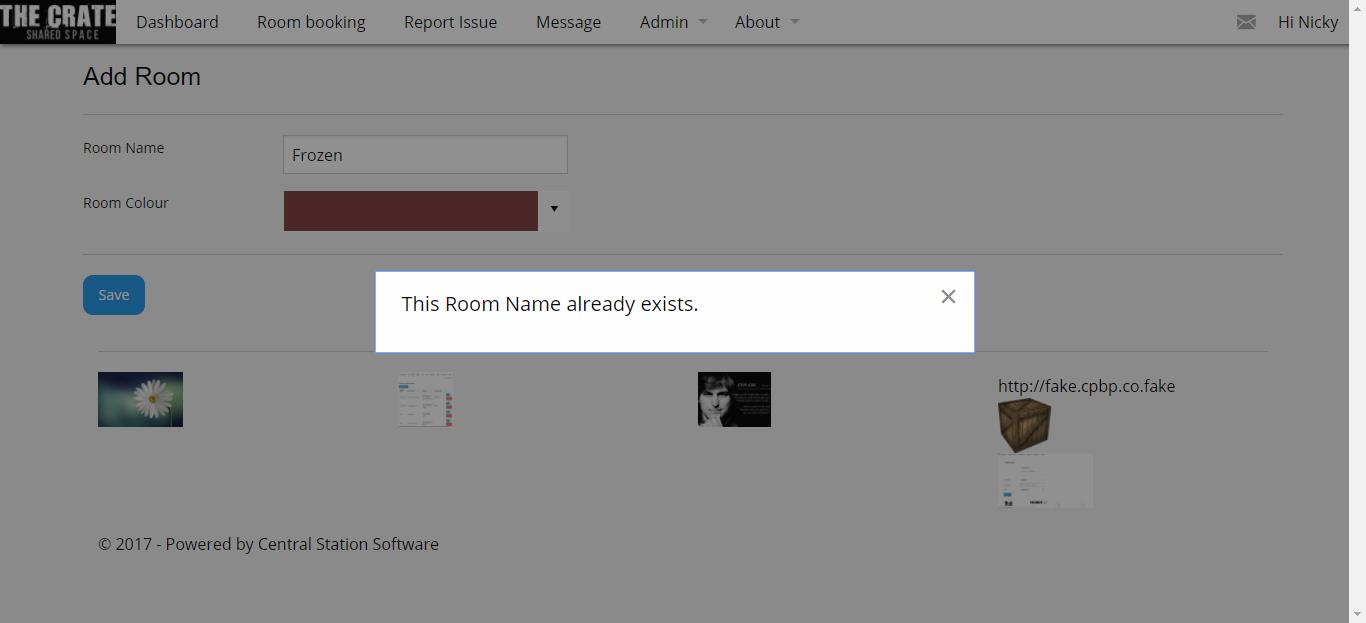 THE CRATE
SHARED SPACE
Dashboard
Room booking
Report Issue
Message
Admin
About
Hi Nicky
Add Room
Room Name
Frozen
Room Colour
Save
This Room Name already exists.
http://fake.cpbp.co.fake
© 2017 - Powered by Central Station Software